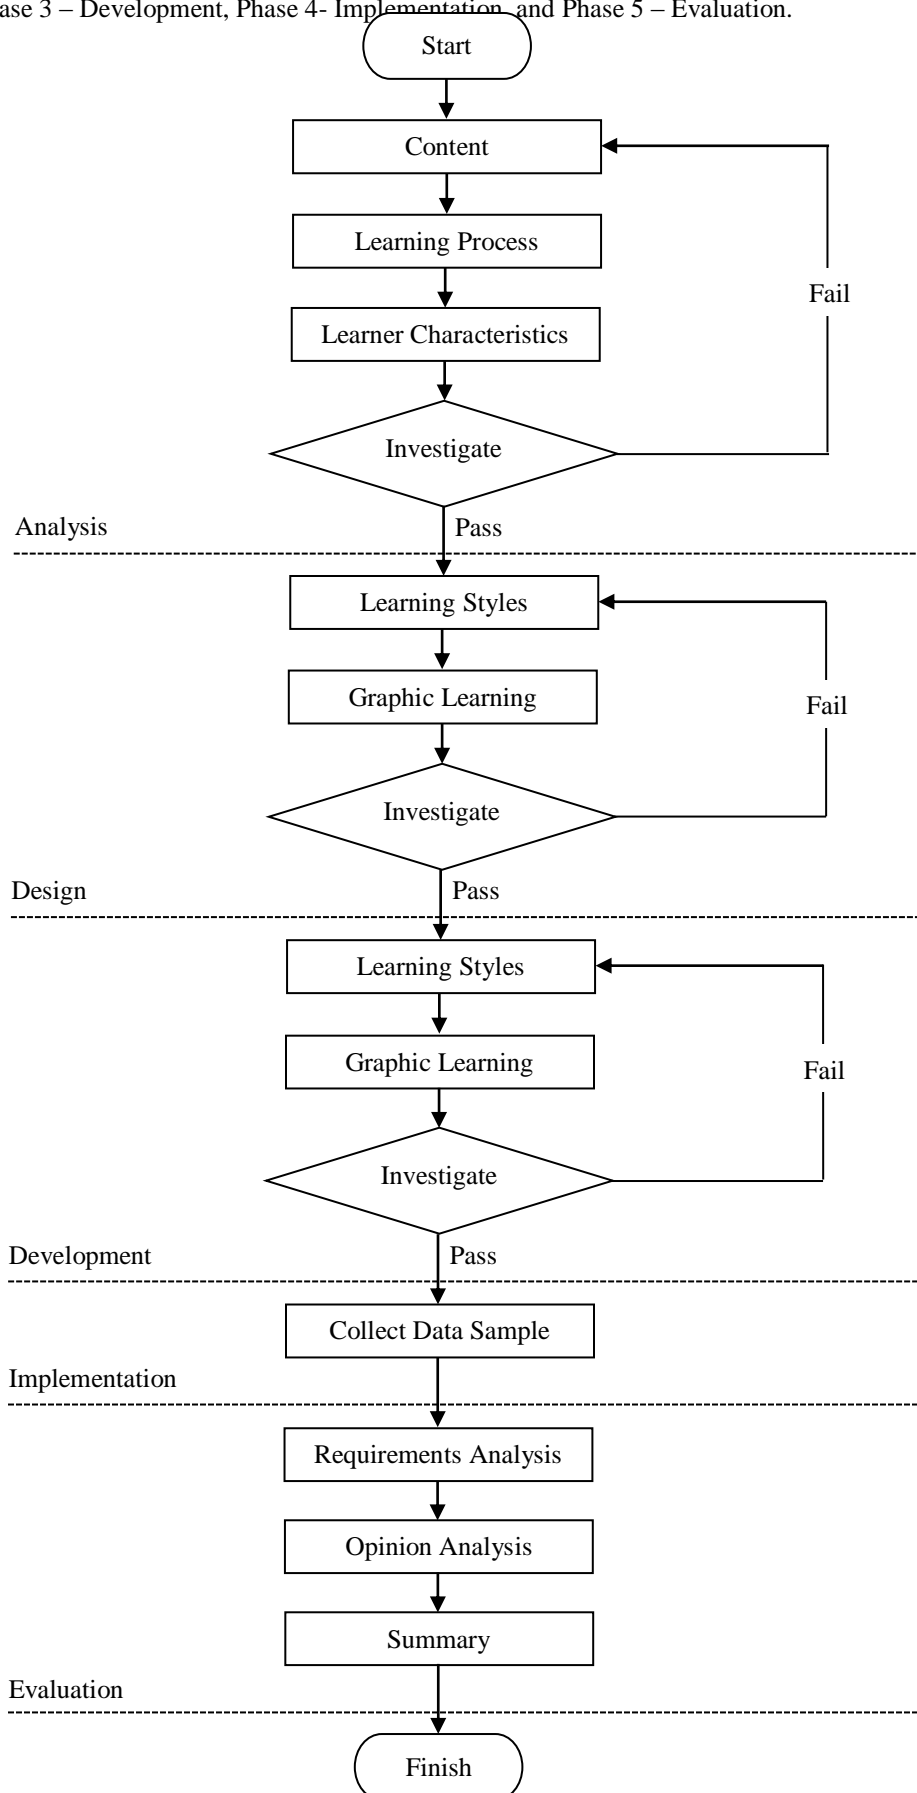 ase 3 – Development, Phase 4- Implementation, and Phase 5 – Evaluation.
Start
Content
Learning Process
Fail
Learner Characteristics
Investigate
Analysis
Pass
Learning Styles
Graphic Learning
Fail
Investigate
Design
Pass
Learning Styles
Graphic Learning
Fail
Investigate
Development
Pass
Collect Data Sample
Implementation
Requirements Analysis
Opinion Analysis
Summary
Evaluation
Finish